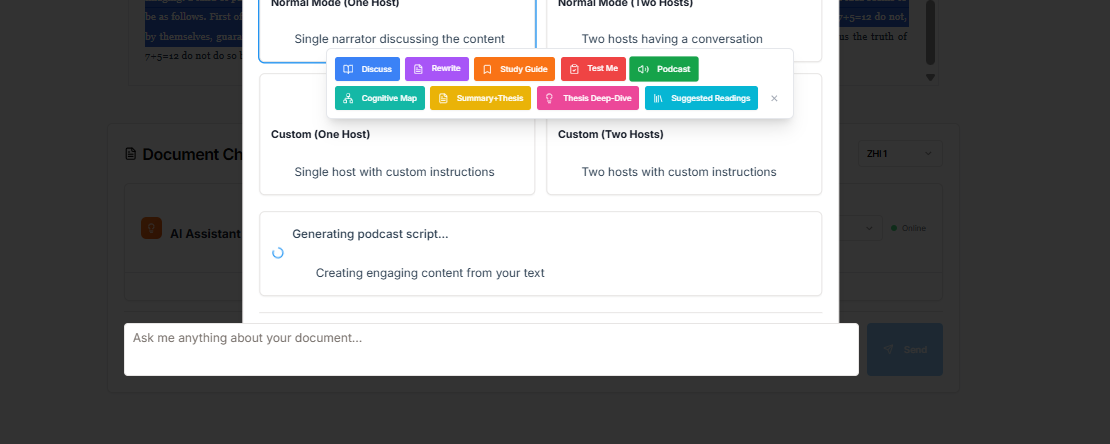 be as follows. First of
by themselves, guara
7+5=12 do not do so b
7+5=12 do not,
us the truth of
Normal Mode (One Host)
Single narrator discussing the content
Normal Mode (Two Hosts)
Two hosts having a conversation
Discuss
Rewrite
Study Guide
Test Me
Podcast
Cognitive Map
Summary+Thesis
Thesis Deep-Dive
Suggested Readings
×
Custom (One Host)
Single host with custom instructions
Custom (Two Hosts)
Two hosts with custom instructions
Document Ch
ZHI 1
AI Assistant
Online
Generating podcast script...
Creating engaging content from your text
Ask me anything about your document...
Send